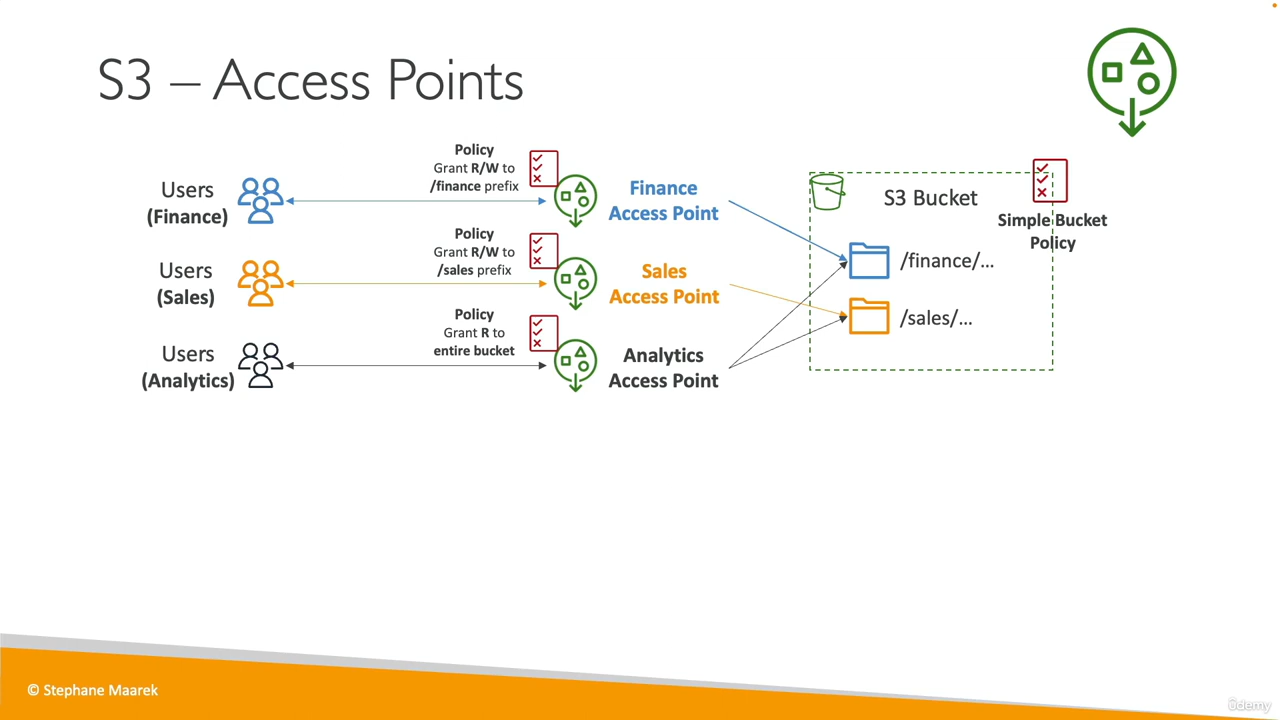 S3 – Access Points
Policy
Grant R/W to
/finance prefix
Users
(Finance)
Finance
Access Point
S3 Bucket
Simple Bucket
Policy
/finance/...
Policy
Grant R/W to
/sales prefix
Users
(Sales)
Sales
Access Point
/sales/...
Policy
Grant R to
entire bucket
Users
(Analytics)
Analytics
Access Point
© Stephane Maarek
ûdemy